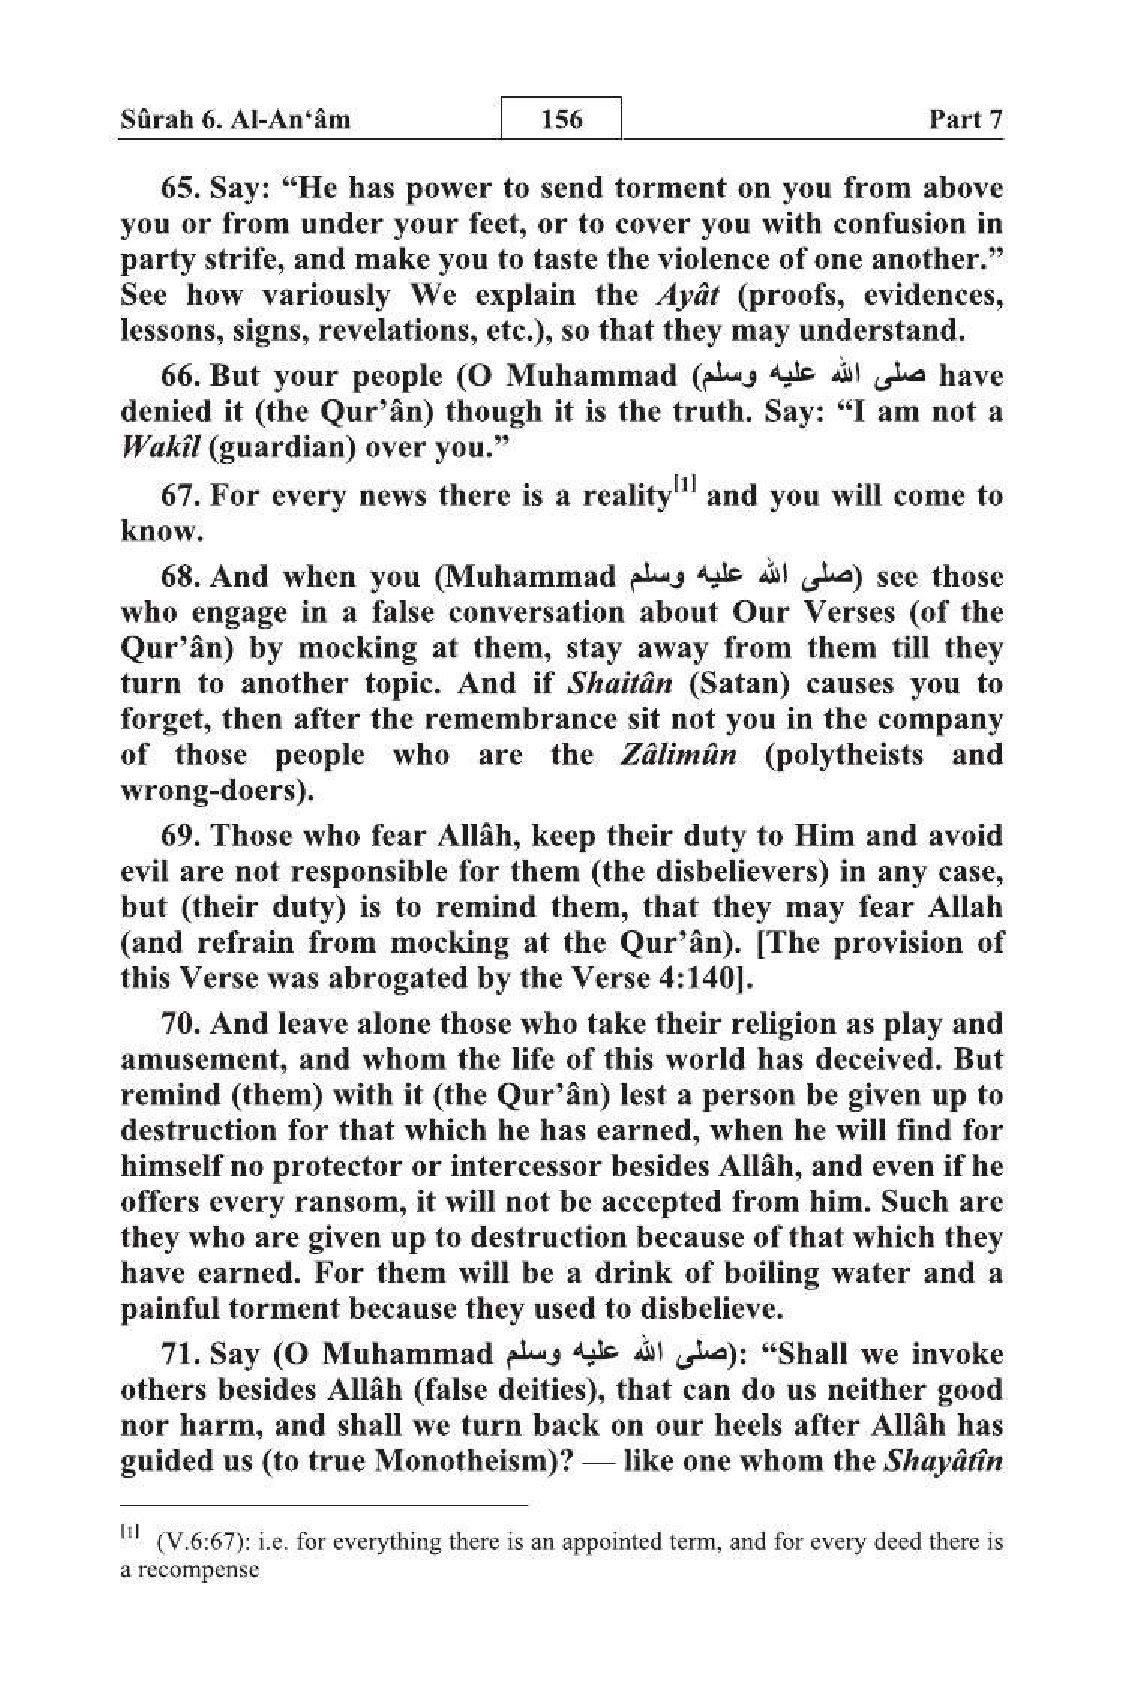 Sûrah 6. Al-An‘âm 156 Part 7
65. Say: “He has power to send torment on you from above
you or from under your feet, or to cover you with confusion in
party strife, and make you to taste the violence of one another.”
See how variously We explain the Ayât (proofs, evidences,
lessons, signs, revelations, etc.), so that they may understand.
66. But your people (O Muhammad (صلى الله عليه وسلم have
denied it (the Qur’ân) though it is the truth. Say: “I am not a
Wakîl (guardian) over you.”
67. For every news there is a reality[1] and you will come to
know.
68. And when you (Muhammad صلى الله عليه وسلم) see those
who engage in a false conversation about Our Verses (of the
Qur’ân) by mocking at them, stay away from them till they
turn to another topic. And if Shaitân (Satan) causes you to
forget, then after the remembrance sit not you in the company
of those people who are the Zâlimûn (polytheists and
wrong-doers).
69. Those who fear Allâh, keep their duty to Him and avoid
evil are not responsible for them (the disbelievers) in any case,
but (their duty) is to remind them, that they may fear Allah
(and refrain from mocking at the Qur’ân). [The provision of
this Verse was abrogated by the Verse 4:140].
70. And leave alone those who take their religion as play and
amusement, and whom the life of this world has deceived. But
remind (them) with it (the Qur’ân) lest a person be given up to
destruction for that which he has earned, when he will find for
himself no protector or intercessor besides Allâh, and even if he
offers every ransom, it will not be accepted from him. Such are
they who are given up to destruction because of that which they
have earned. For them will be a drink of boiling water and a
painful torment because they used to disbelieve.
71. Say (O Muhammad صلى الله عليه وسلم): “Shall we invoke
others besides Allâh (false deities), that can do us neither good
nor harm, and shall we turn back on our heels after Allâh has
guided us (to true Monotheism)? — like one whom the Shayâtîn
[1] (V.6:67): i.e. for everything there is an appointed term, and for every deed there is
a recompense